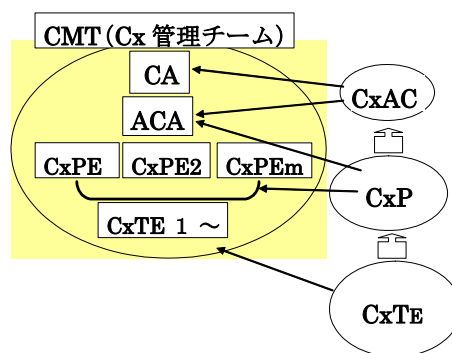 CMT(Cx 管理チーム)
CA
CxAC
ACA
CxPE CxPE2 CxPEm
CxP
CxTE 1 ～
CxTE